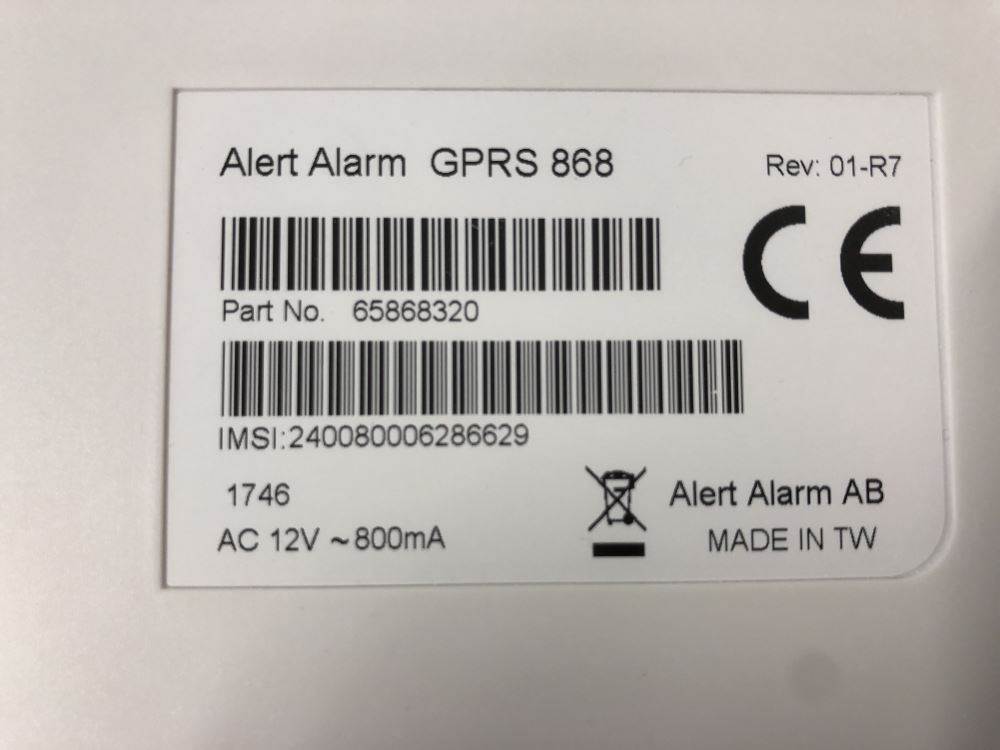 Alert Alarm GPRS 868
Rev: 01-R7
CE
Part No. 65868320
IMSI:240080006286629
1746
AC 12V ~800mA
Alert Alarm AB
MADE IN TW